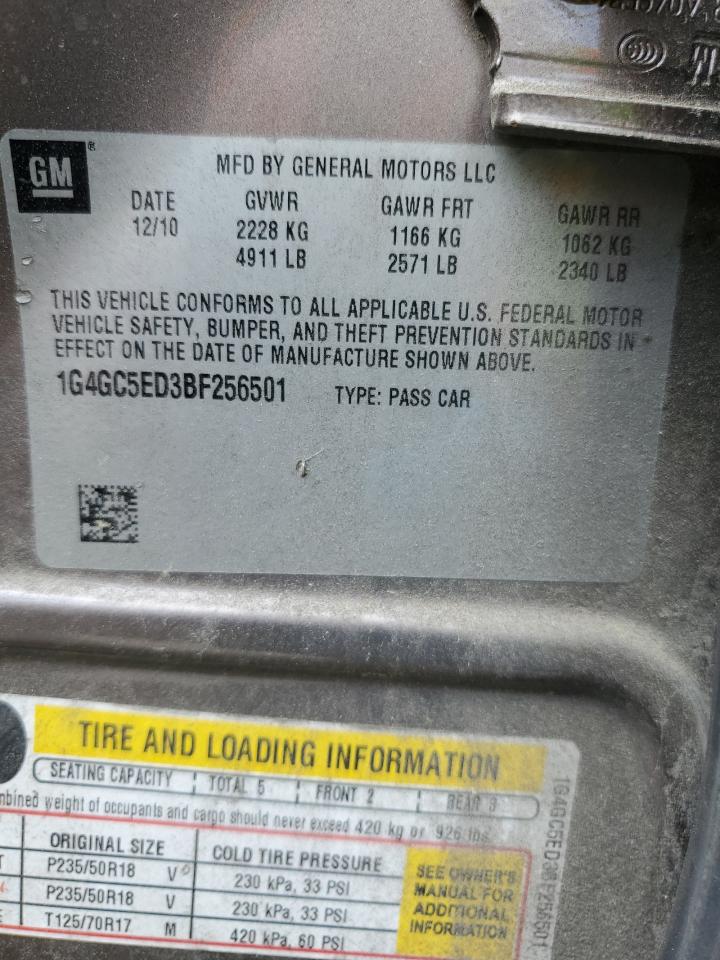 GM
MFD BY GENERAL MOTORS LLC
DATE GVWR GAWR FRT GAWR RR
12/10 2228 KG 1166 KG 1062 KG
4911 LB 2571 LB 2340 LB
THIS VEHICLE CONFORMS TO ALL APPLICABLE U.S. FEDERAL MOTOR
VEHICLE SAFETY, BUMPER, AND THEFT PREVENTION STANDARDS IN
EFFECT ON THE DATE OF MANUFACTURE SHOWN ABOVE.
1G4GC5ED3BF256501 TYPE: PASS CAR
TIRE AND LOADING INFORMATION
SEATING CAPACITY TOTAL 5 FRONT 2 REAR 3
mbined weight of occupants and cargo should never exceed 420 kg or 926 lbs.
ORIGINAL SIZE COLD TIRE PRESSURE
P235/50R18 V 230 kPa, 33 PSI
P235/50R18 V 230 kPa, 33 PSI
T125/70R17 M 420 kPa, 60 PSI
SEE OWNER'S
MANUAL FOR
ADDITIONAL
INFORMATION
1G4GC5ED3BF256501